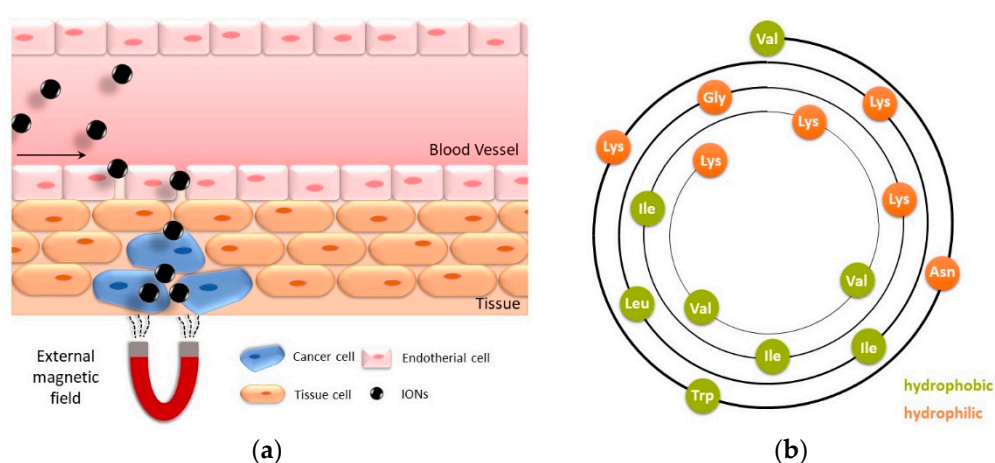 Blood Vessel
Tissue
External
magnetic
field
Cancer cell
Endotherial cell
Tissue cell
IONs
(a)
Val
Lys
Gly
Lys
Lys
Lys
Ile
Lys
Asn
Val
Leu
Val
Ile
Ile
Trp
hydrophobic
hydrophilic
(b)